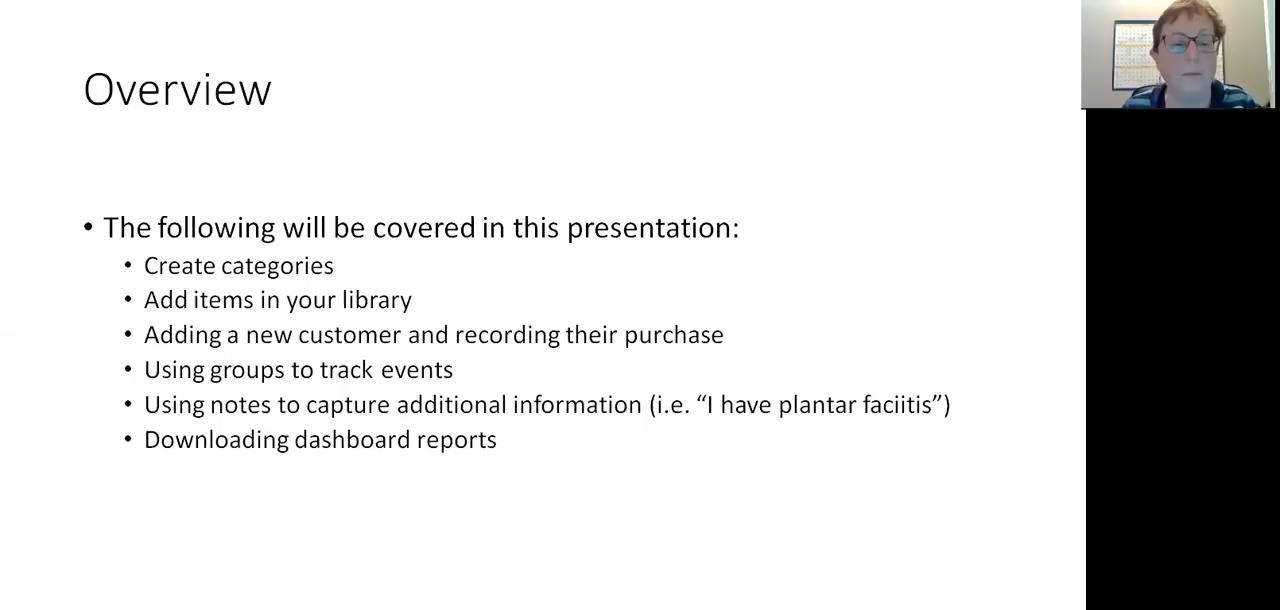 Overview
• The following will be covered in this presentation:
• Create categories
• Add items in your library
• Adding a new customer and recording their purchase
• Using groups to track events
• Using notes to capture additional information (i.e. “I have plantar faciitis”)
• Downloading dashboard reports